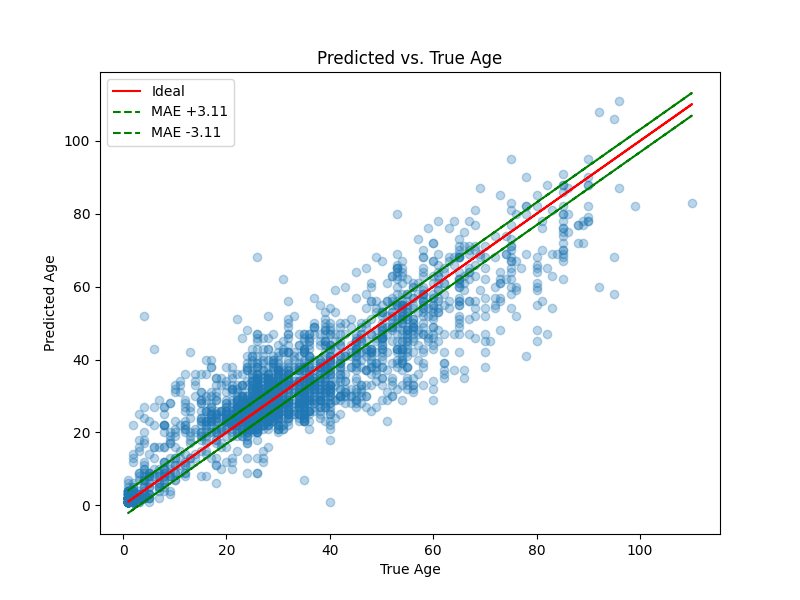 Predicted vs. True Age
Ideal
MAE +3.11
MAE -3.11
Predicted Age
100
80
60
40
20
0
0 20 40 60 80 100
True Age